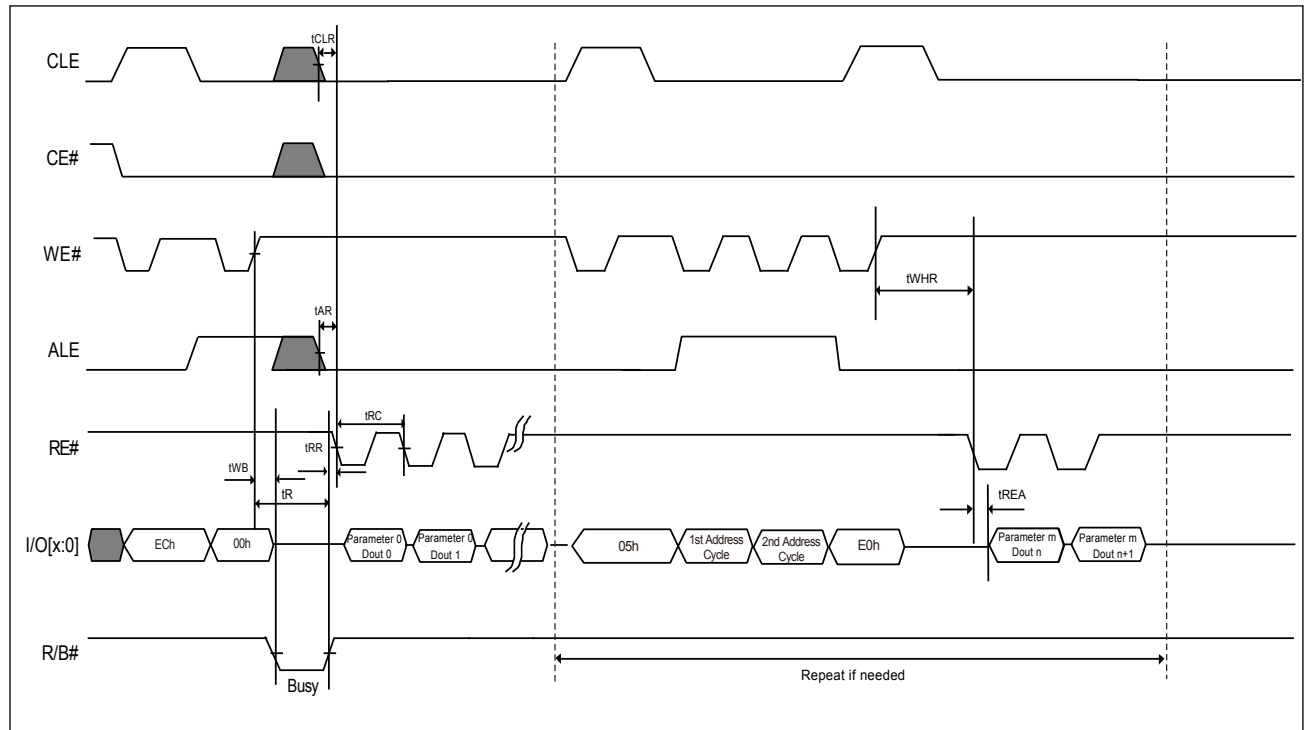 tCLR
CLE
CE#
WE#
tWHR
tAR
ALE
tRC
RE#
tRR
tWB
tR
tREA
I/O[x:0]
ECh
00h
Parameter 0
Dout 0
Parameter 0
Dout 1
05h
1st Address
Cycle
2nd Address
Cycle
E0h
Parameter m
Dout n
Parameter m
Dout n+1
R/B#
Busy
Repeat if needed